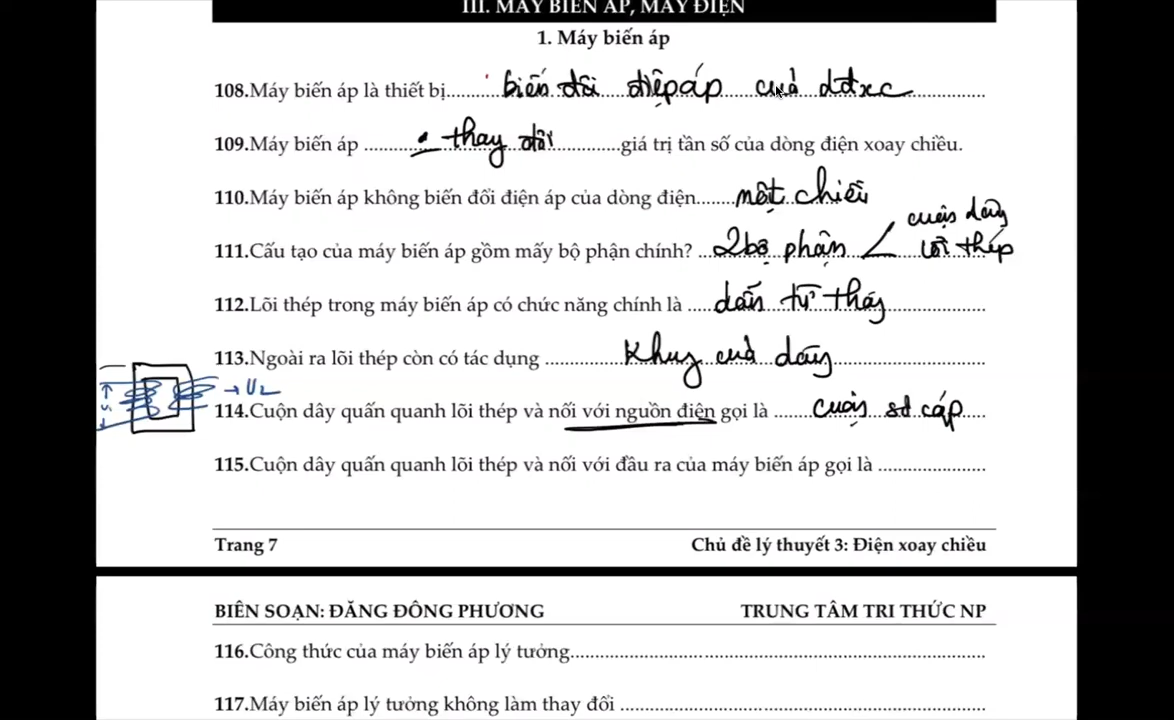 III. MÁY BIẾN ÁP, MÁY ĐIỆN
1. Máy biến áp
108.Máy biến áp là thiết bị......biến đổi điện áp của dđxc......
109.Máy biến áp ......thay đổi......giá trị tần số của dòng điện xoay chiều.
110.Máy biến áp không biến đổi điện áp của dòng điện......một chiều
cuộn dây
111.Cấu tạo của máy biến áp gồm mấy bộ phận chính? ...2 bộ phận < lõi thép
112.Lõi thép trong máy biến áp có chức năng chính là ......dẫn từ thông......
113.Ngoài ra lõi thép còn có tác dụng ......Khung của dây......
U₁ → U₂
114.Cuộn dây quấn quanh lõi thép và nối với nguồn điện gọi là ......cuộn sơ cấp....
115.Cuộn dây quấn quanh lõi thép và nối với đầu ra của máy biến áp gọi là ......................
Trang 7 Chủ đề lý thuyết 3: Điện xoay chiều
BIÊN SOẠN: ĐĂNG ĐÔNG PHƯƠNG TRUNG TÂM TRI THỨC NP
116.Công thức của máy biến áp lý tưởng......................
117.Máy biến áp lý tưởng không làm thay đổi ......................